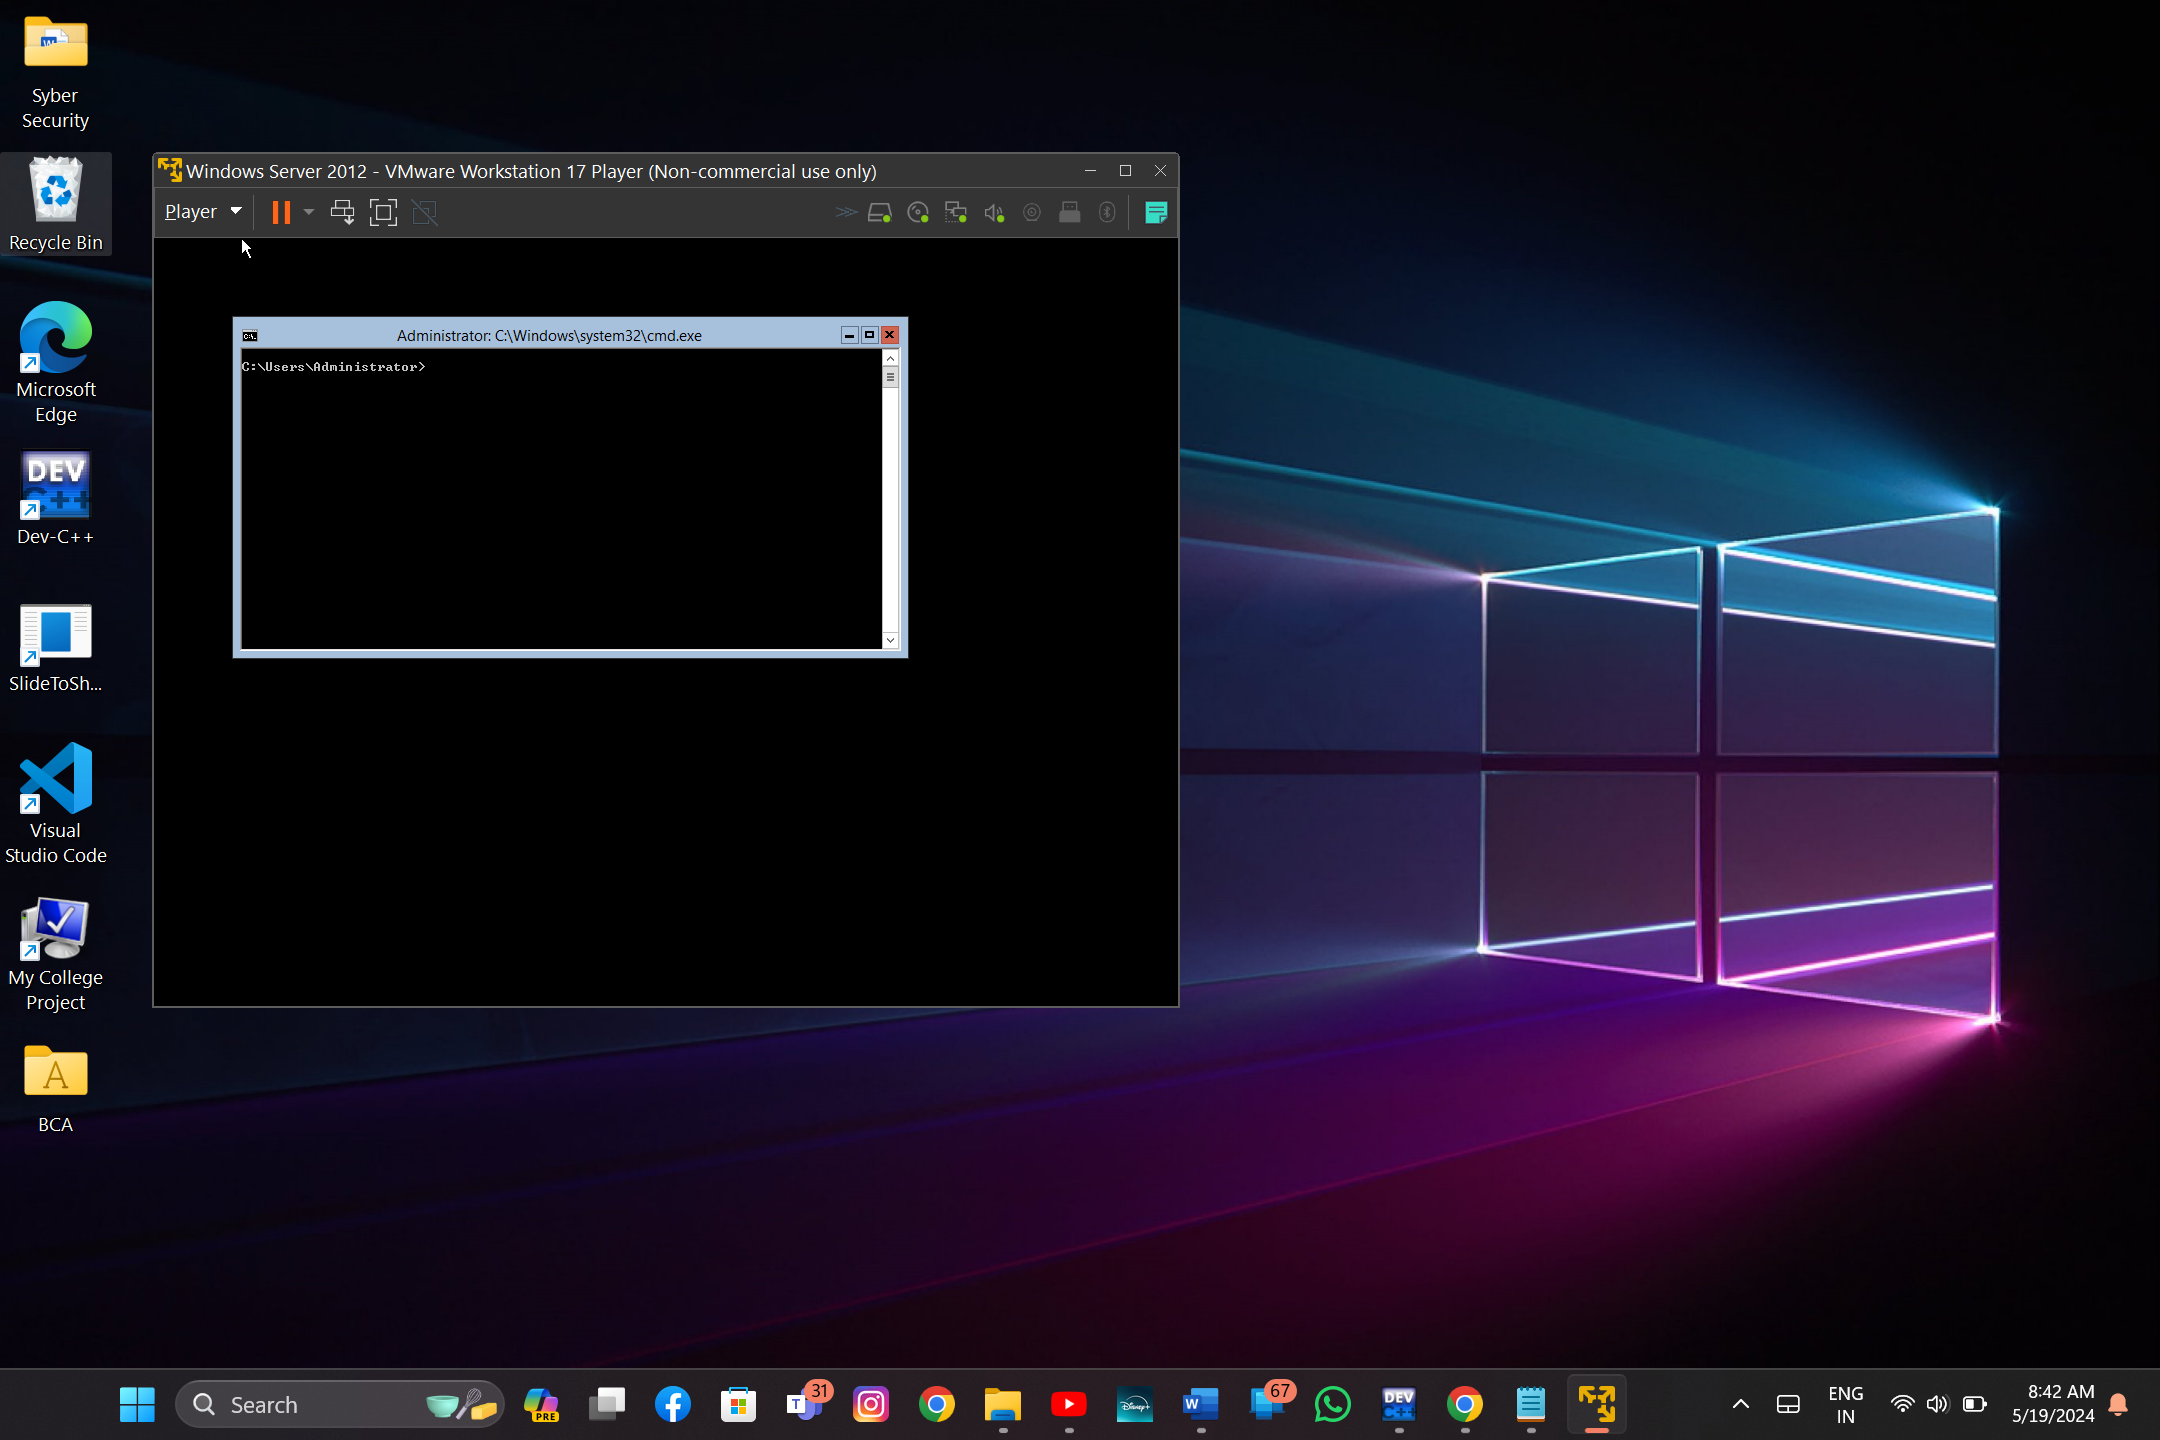 Syber
Security
Recycle Bin
Microsoft
Edge
DEV
C++
Dev-C++
SlideToSh...
Visual
Studio Code
My College
Project
A
BCA
Windows Server 2012 - VMware Workstation 17 Player (Non-commercial use only)
Player
Administrator: C:\Windows\system32\cmd.exe
C:\Users\Administrator>
Search
PRE
31
T
Disney+
W
67
DEV
C++
ENG
IN
8:42 AM
5/19/2024